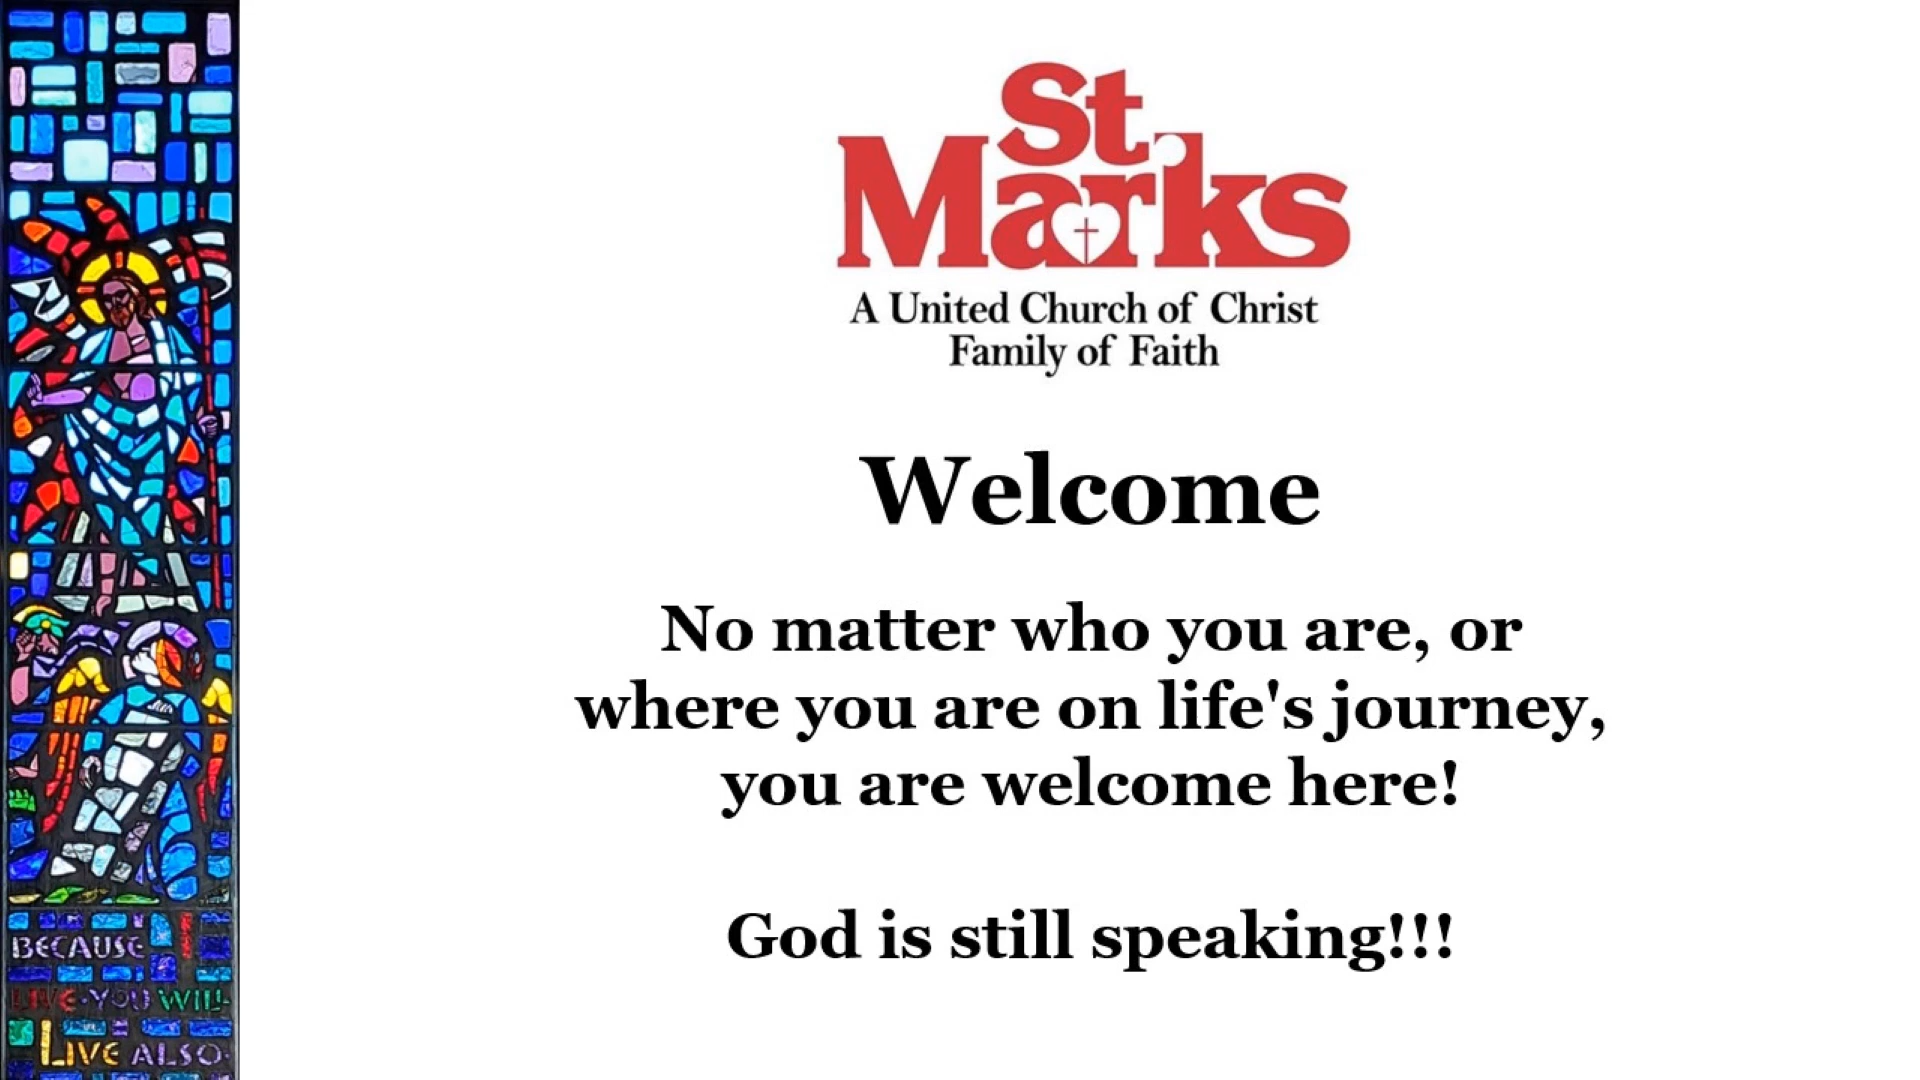 St
Marks
A United Church of Christ
Family of Faith
Welcome
No matter who you are, or
where you are on life's journey,
you are welcome here!
God is still speaking!!!
BECAUSE I
LIVE·YOU WILL
LIVE ALSO·